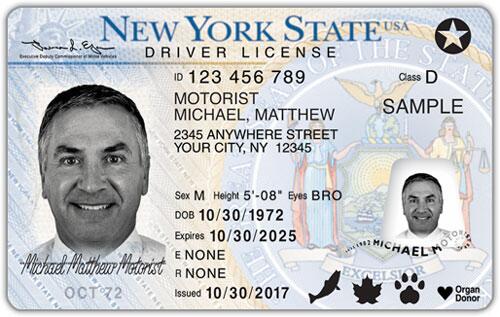 NEW YORK STATE USA
DRIVER LICENSE
Executive Deputy Commissioner of Motor Vehicles
ID 123 456 789
Class D
MOTORIST
MICHAEL, MATTHEW
SAMPLE
2345 ANYWHERE STREET
YOUR CITY, NY 12345
Sex M Height 5'-08" Eyes BRO
DOB 10/30/1972
Expires 10/30/2025
E NONE
R NONE
Issued 10/30/2017
Michael Matthew Motorist
OCT 72
MICHAEL M
MOTORI
EXCELSIOR
Organ
Donor